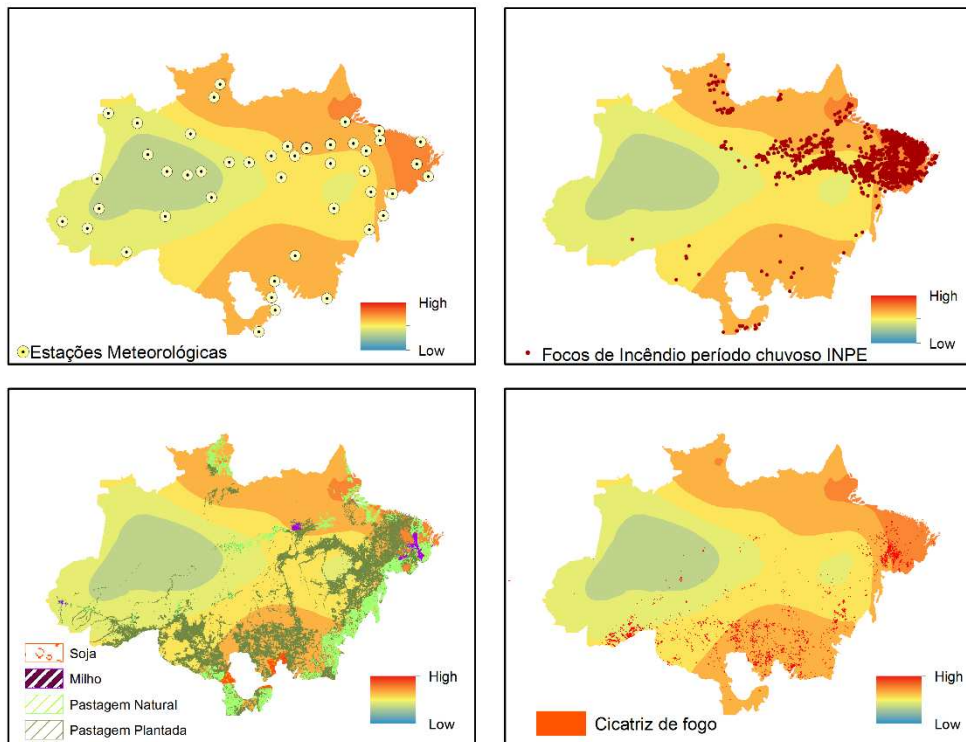 High
Low
Estações Meteorológicas
High
Low
Focos de Incêndio período chuvoso INPE
Soja
Milho
Pastagem Natural
Pastagem Plantada
High
Low
Cicatriz de fogo
High
Low